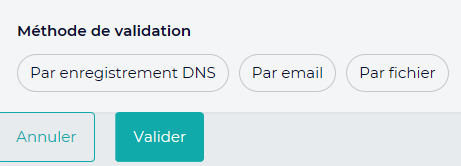 Méthode de validation
Par enregistrement DNS Par email Par fichier
Annuler Valider